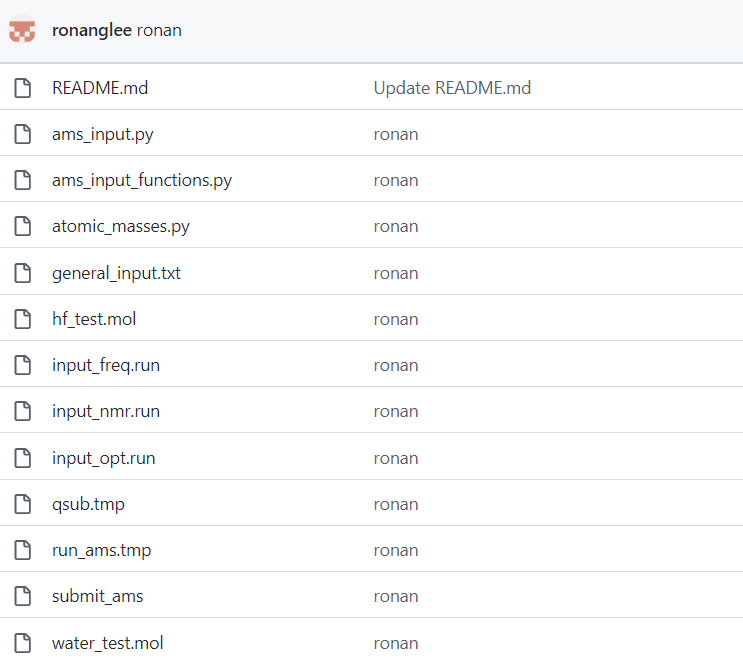 ronanglee ronan
README.md Update README.md
ams_input.py ronan
ams_input_functions.py ronan
atomic_masses.py ronan
general_input.txt ronan
hf_test.mol ronan
input_freq.run ronan
input_nmr.run ronan
input_opt.run ronan
qsub.tmp ronan
run_ams.tmp ronan
submit_ams ronan
water_test.mol ronan